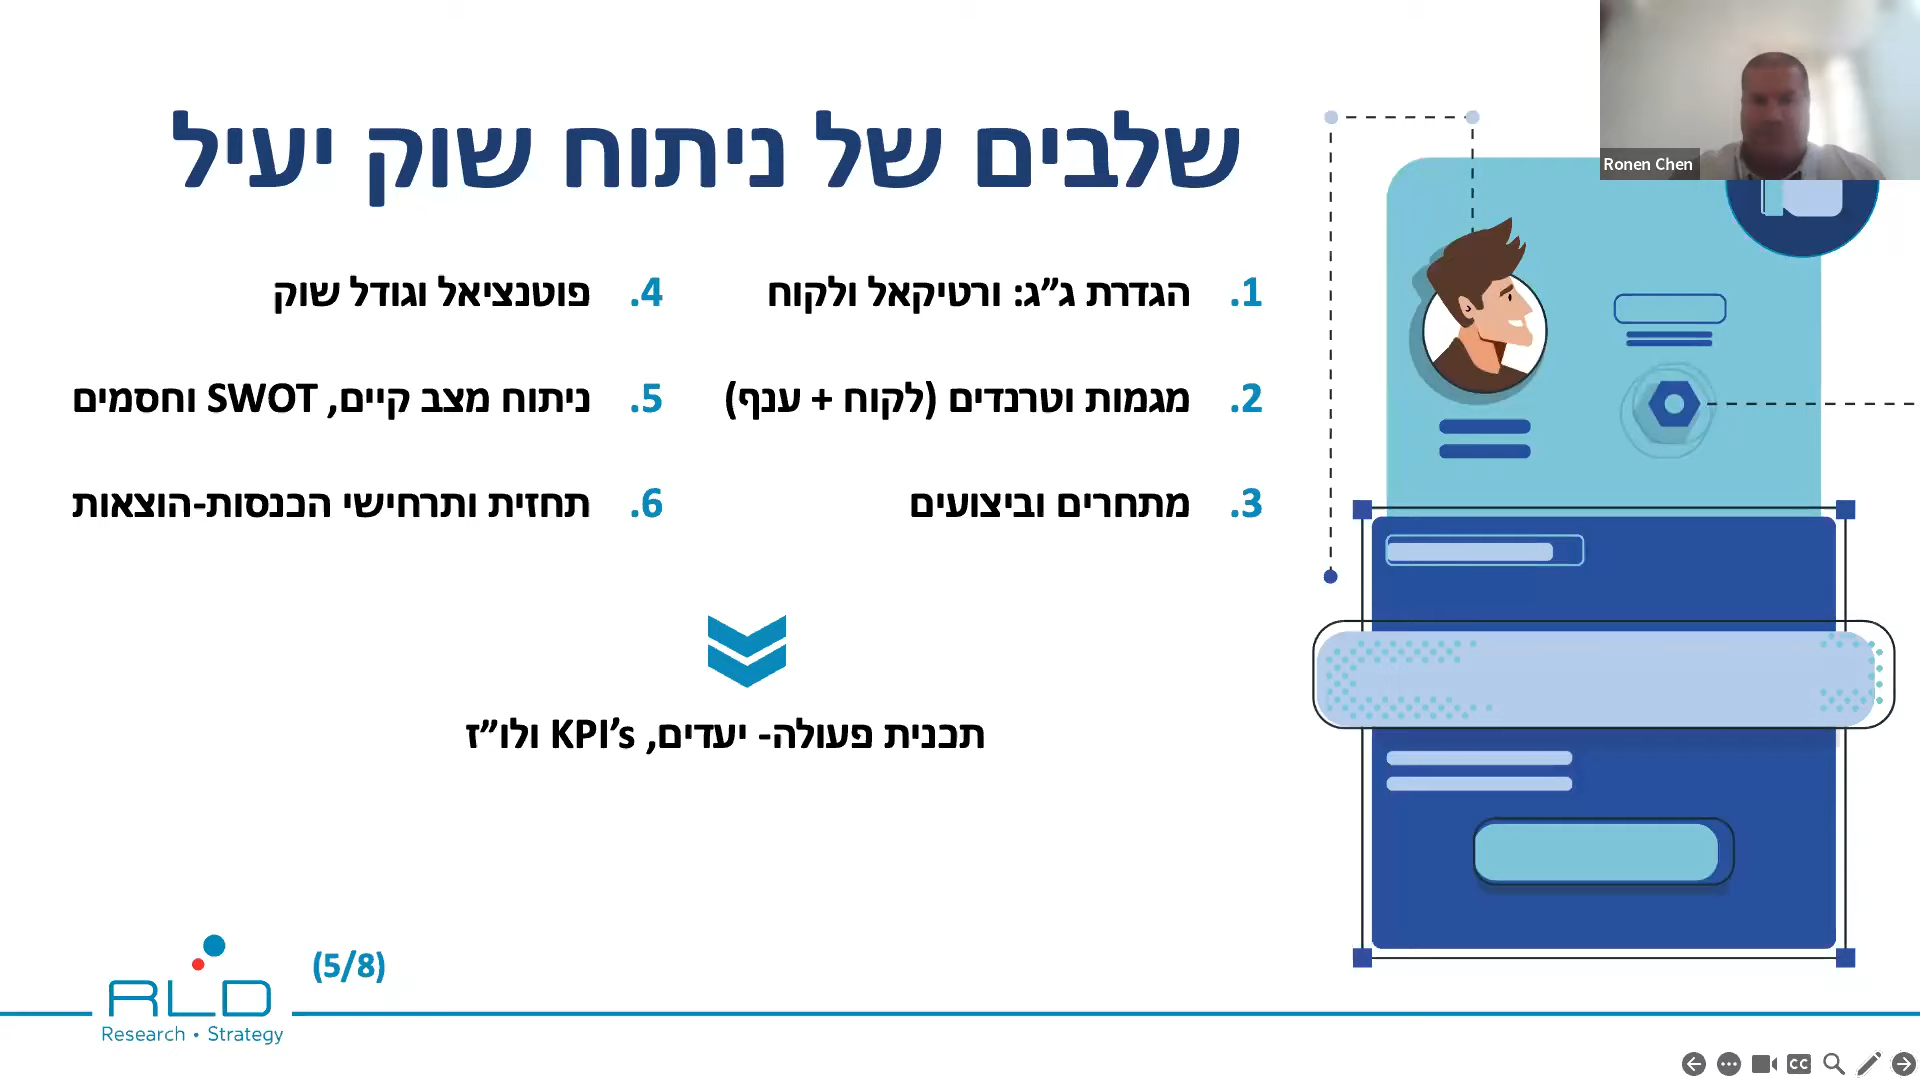 שלבים של ניתוח שוק יעיל
1. הגדרת ג"ג: ורטיקאל ולקוח
2. מגמות וטרנדים (לקוח + ענף)
3. מתחרים וביצועים
4. פוטנציאל וגודל שוק
5. ניתוח מצב קיים, SWOT וחסמים
6. תחזית ותרחישי הכנסות-הוצאות
תכנית פעולה- יעדים, KPI’s ולו"ז
(5/8)
RLD
Research • Strategy
Ronen Chen
CC